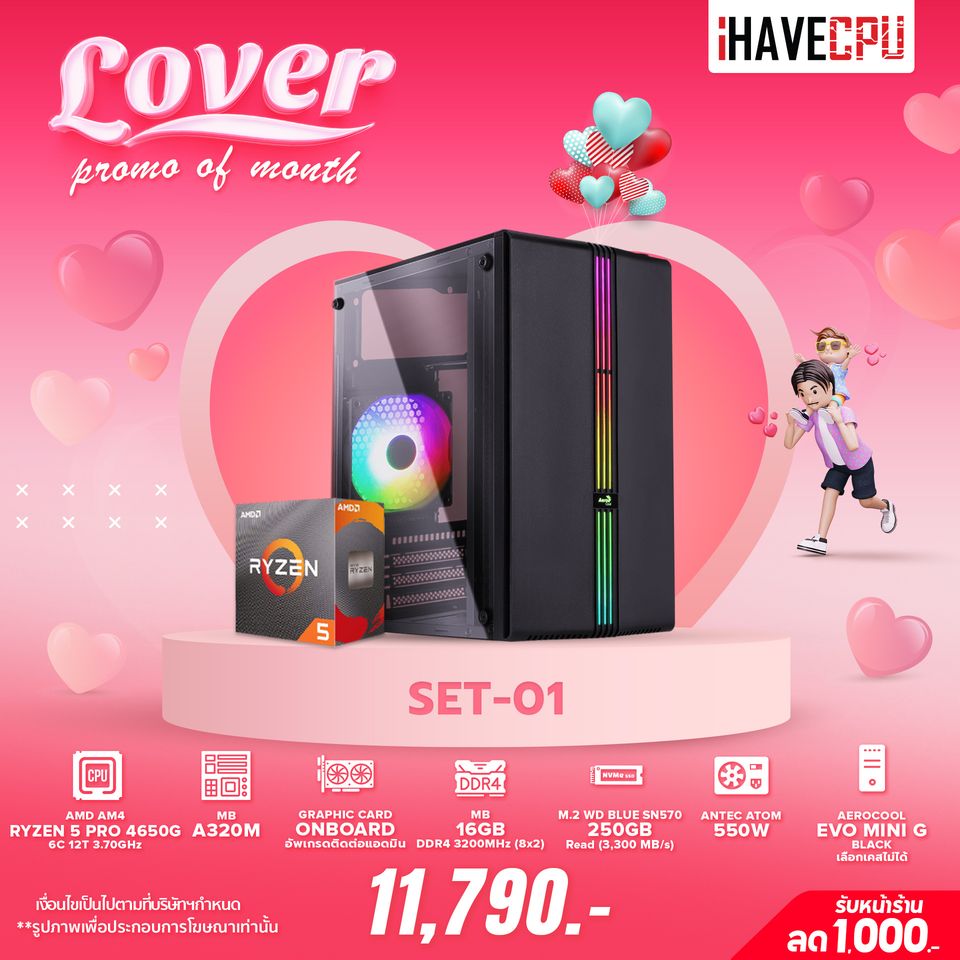 Lover
promo of month
iHAVECPU
AMD
RYZEN
5
AMD
RYZEN
SET-01
CPU
DDR4
NVMe SSD
AMD AM4
RYZEN 5 PRO 4650G
6C 12T 3.70GHz
MB
A320M
GRAPHIC CARD
ONBOARD
อัพเกรดติดต่อแอดมิน
MB
16GB
DDR4 3200MHz (8x2)
M.2 WD BLUE SN570
250GB
Read (3,300 MB/s)
ANTEC ATOM
550W
AEROCOOL
EVO MINI G
BLACK
เลือกเคสไม่ได้
เงื่อนไขเป็นไปตามที่บริษัทฯกำหนด
**รูปภาพเพื่อประกอบการโฆษณาเท่านั้น
11,790.-
รับหน้าร้าน
ลด 1,000.-